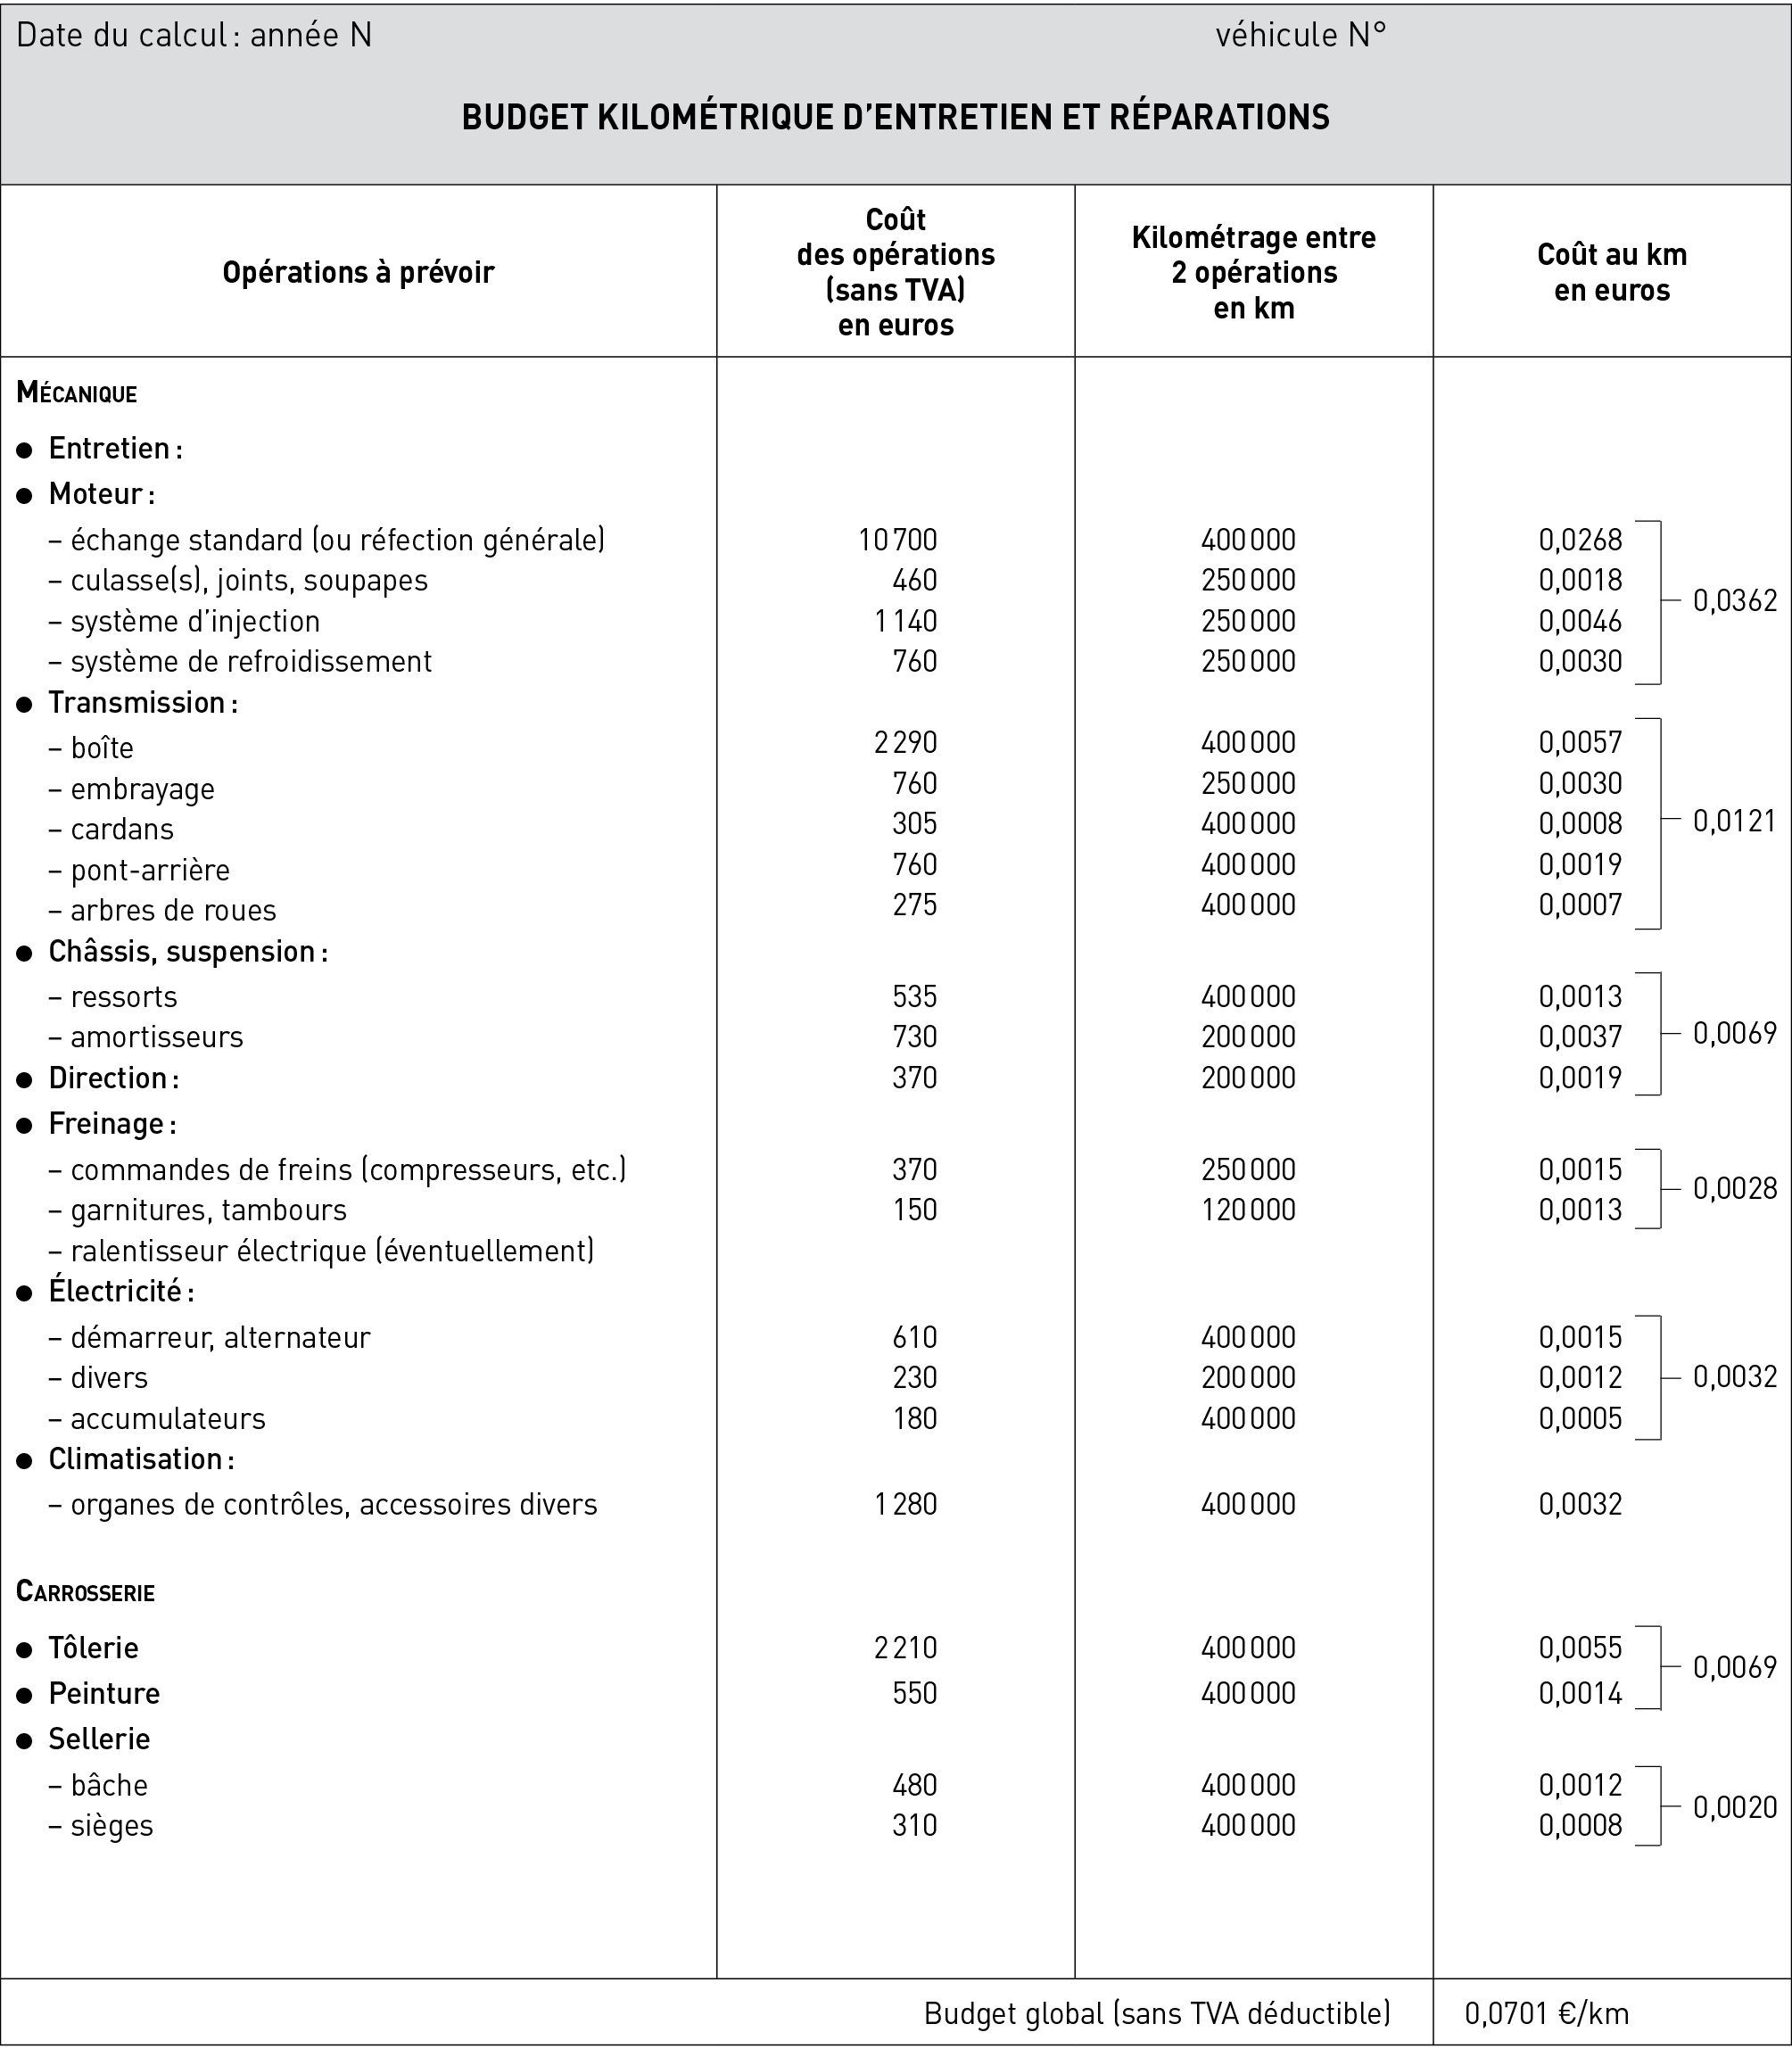 Date du calcul : année N véhicule N°
BUDGET KILOMÉTRIQUE D’ENTRETIEN ET RÉPARATIONS
Opérations à prévoir
Coût
des opérations
(sans TVA)
en euros
Kilométrage entre
2 opérations
en km
Coût au km
en euros
MÉCANIQUE
● Entretien :
● Moteur :
– échange standard (ou réfection générale) 10 700 400 000 0,0268
– culasse(s), joints, soupapes 460 250 000 0,0018
0,0362
– système d’injection 1 140 250 000 0,0046
– système de refroidissement 760 250 000 0,0030
● Transmission :
– boîte 2 290 400 000 0,0057
– embrayage 760 250 000 0,0030
– cardans 305 400 000 0,0008 0,0121
– pont-arrière 760 400 000 0,0019
– arbres de roues 275 400 000 0,0007
● Châssis, suspension :
– ressorts 535 400 000 0,0013
– amortisseurs 730 200 000 0,0037 0,0069
● Direction : 370 200 000 0,0019
● Freinage :
– commandes de freins (compresseurs, etc.) 370 250 000 0,0015
0,0028
– garnitures, tambours 150 120 000 0,0013
– ralentisseur électrique (éventuellement)
● Électricité :
– démarreur, alternateur 610 400 000 0,0015
– divers 230 200 000 0,0012 0,0032
– accumulateurs 180 400 000 0,0005
● Climatisation :
– organes de contrôles, accessoires divers 1 280 400 000 0,0032
CARROSSERIE
● Tôlerie 2 210 400 000 0,0055
0,0069
● Peinture 550 400 000 0,0014
● Sellerie
– bâche 480 400 000 0,0012
0,0020
– sièges 310 400 000 0,0008
Budget global (sans TVA déductible) 0,0701 €/km